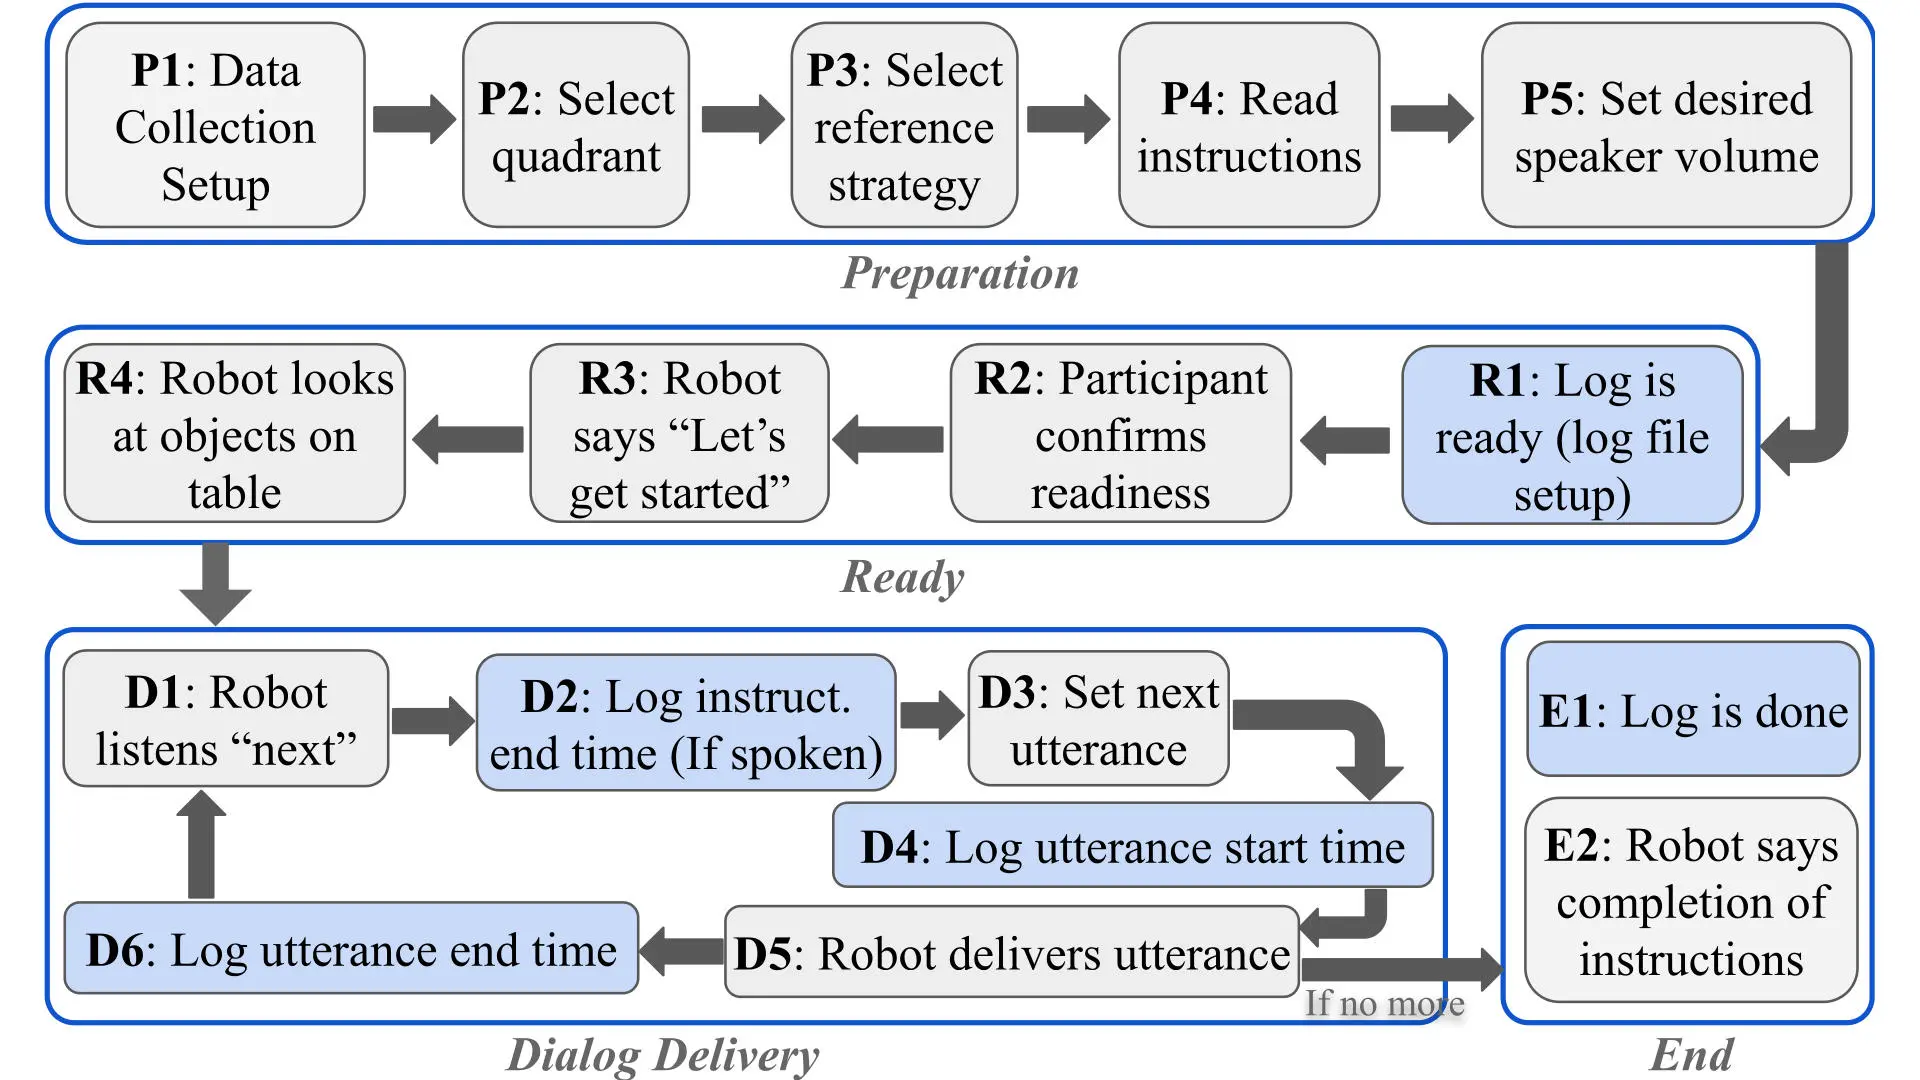 P1: Data
Collection
Setup
P2: Select
quadrant
P3: Select
reference
strategy
P4: Read
instructions
P5: Set desired
speaker volume
Preparation
R4: Robot looks
at objects on
table
R3: Robot
says “Let’s
get started”
R2: Participant
confirms
readiness
R1: Log is
ready (log file
setup)
Ready
D1: Robot
listens “next”
D2: Log instruct.
end time (If spoken)
D3: Set next
utterance
D4: Log utterance start time
D5: Robot delivers utterance
D6: Log utterance end time
If no more
Dialog Delivery
E1: Log is done
E2: Robot says
completion of
instructions
End